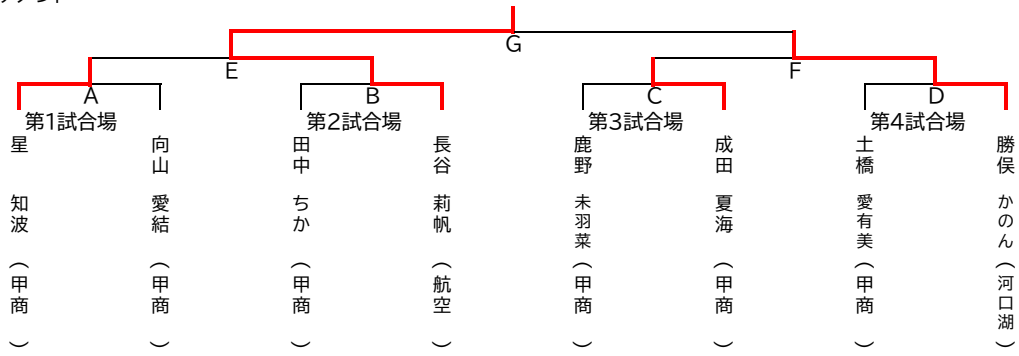 G
E
F
A
B
C
D
第1試合場
第2試合場
第3試合場
第4試合場
星 知波 (甲商)
向山 愛結 (甲商)
田中 ちか (甲商)
長谷 莉帆 (航空)
鹿野 未羽菜 (甲商)
成田 夏海 (甲商)
土橋 愛有美 (甲商)
勝俣 かのん (河口湖)